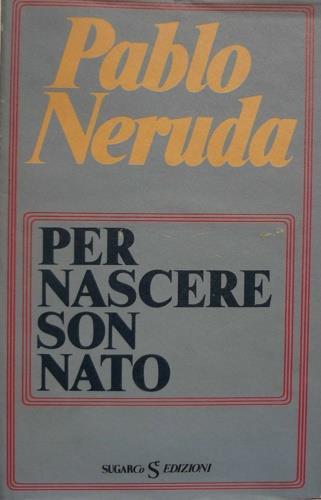 Pablo
Neruda
PER
NASCERE
SON
NATO
SUGARCo S EDIZIONI